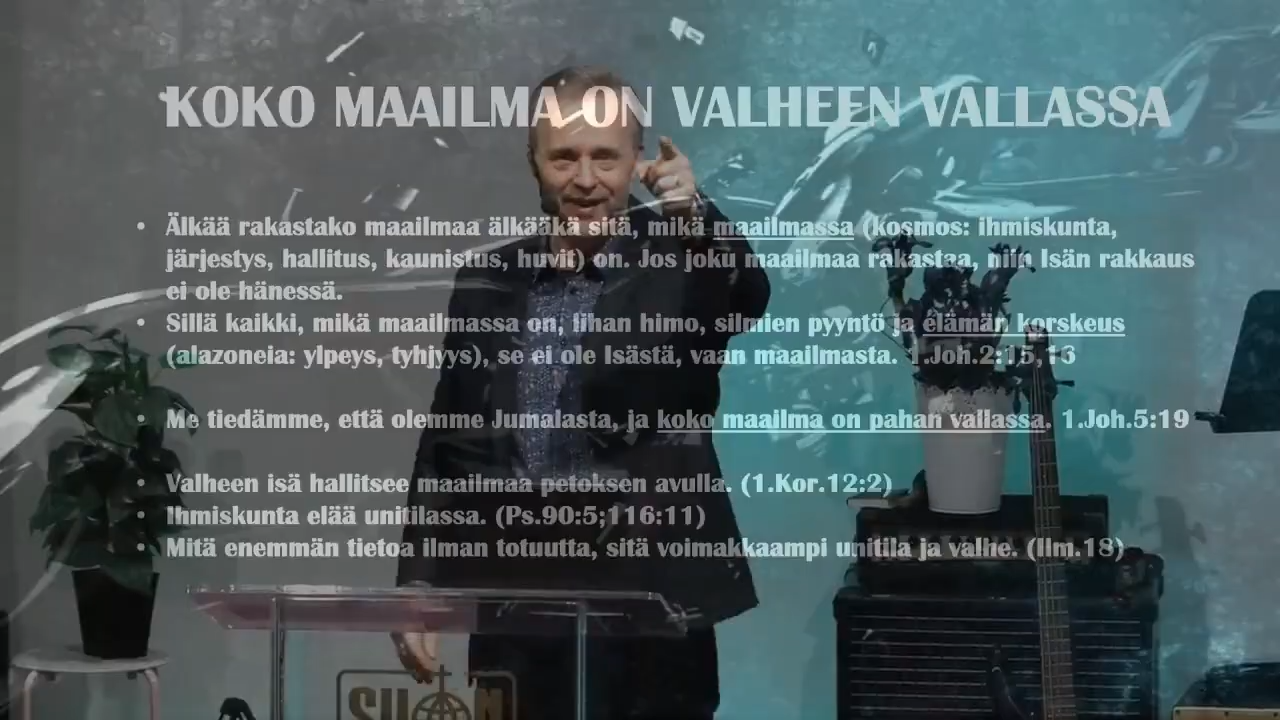 KOKO MAAILMA ON VALHEEN VALLASSA
• Älkää rakastako maailmaa älkääkä sitä, mikä maailmassa (kosmos: ihmiskunta,
järjestys, hallitus, kaunistus, huvit) on. Jos joku maailmaa rakastaa, niin Isän rakkaus
ei ole hänessä.
• Sillä kaikki, mikä maailmassa on, lihan himo, silmien pyyntö ja elämän korskeus
(alazoneia: ylpeys, tyhjyys), se ei ole Isästä, vaan maailmasta. 1.Joh.2:15,16
• Me tiedämme, että olemme Jumalasta, ja koko maailma on pahan vallassa. 1.Joh.5:19
• Valheen isä hallitsee maailmaa petoksen avulla. (1.Kor.12:2)
• Ihmiskunta elää unitilassa. (Ps.90:5;116:11)
• Mitä enemmän tietoa ilman totuutta, sitä voimakkaampi unitila ja valhe. (Ilm.18)